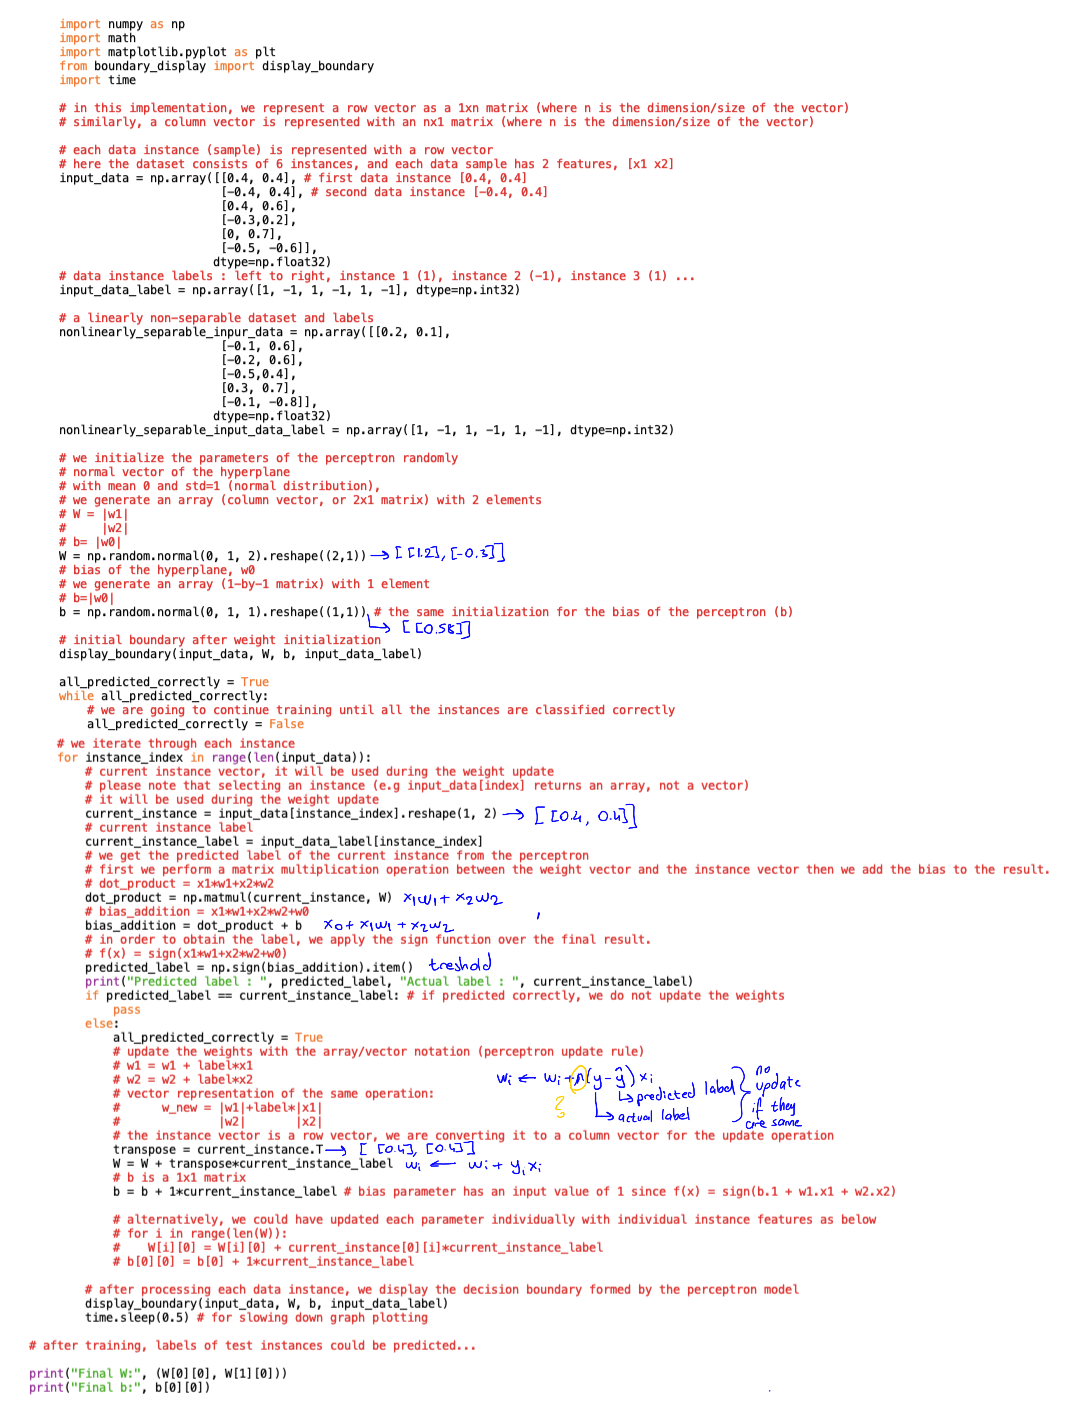 import numpy as np
import math
import matplotlib.pyplot as plt
from boundary_display import display_boundary
import time
# in this implementation, we represent a row vector as a 1xn matrix (where n is the dimension/size of the vector)
# similarly, a column vector is represented with an nx1 matrix (where n is the dimension/size of the vector)
# each data instance (sample) is represented with a row vector
# here the dataset consists of 6 instances, and each data sample has 2 features, [x1 x2]
input_data = np.array([[0.4, 0.4], # first data instance [0.4, 0.4]
[-0.4, 0.4], # second data instance [-0.4, 0.4]
[0.4, 0.6],
[-0.3,0.2],
[0, 0.7],
[-0.5, -0.6]],
dtype=np.float32)
# data instance labels : left to right, instance 1 (1), instance 2 (-1), instance 3 (1) ...
input_data_label = np.array([1, -1, 1, -1, 1, -1], dtype=np.int32)
# a linearly non-separable dataset and labels
nonlinearly_separable_inpur_data = np.array([[0.2, 0.1],
[-0.1, 0.6],
[-0.2, 0.6],
[-0.5,0.4],
[0.3, 0.7],
[-0.1, -0.8]],
dtype=np.float32)
nonlinearly_separable_input_data_label = np.array([1, -1, 1, -1, 1, -1], dtype=np.int32)
# we initialize the parameters of the perceptron randomly
# normal vector of the hyperplane
# with mean 0 and std=1 (normal distribution),
# we generate an array (column vector, or 2x1 matrix) with 2 elements
# W = |w1|
# |w2|
# b= |w0|
W = np.random.normal(0, 1, 2).reshape((2,1)) → [[1.2], [-0.3]]
# bias of the hyperplane, w0
# we generate an array (1-by-1 matrix) with 1 element
# b=|w0|
b = np.random.normal(0, 1, 1).reshape((1,1)) # the same initialization for the bias of the perceptron (b)
→ [[0.58]]
# initial boundary after weight initialization
display_boundary(input_data, W, b, input_data_label)
all_predicted_correctly = True
while all_predicted_correctly:
# we are going to continue training until all the instances are classified correctly
all_predicted_correctly = False
# we iterate through each instance
for instance_index in range(len(input_data)):
# current instance vector, it will be used during the weight update
# please note that selecting an instance (e.g input_data[index] returns an array, not a vector)
# it will be used during the weight update
current_instance = input_data[instance_index].reshape(1, 2) → [[0.4, 0.4]]
# current instance label
current_instance_label = input_data_label[instance_index]
# we get the predicted label of the current instance from the perceptron
# first we perform a matrix multiplication operation between the weight vector and the instance vector then we add the bias to the result.
# dot_product = x1*w1+x2*w2
dot_product = np.matmul(current_instance, W) x1w1 + x2w2
# bias_addition = x1*w1+x2*w2+w0
bias_addition = dot_product + b x0 + x1w1 + x2w2
# in order to obtain the label, we apply the sign function over the final result.
# f(x) = sign(x1*w1+x2*w2+w0)
predicted_label = np.sign(bias_addition).item() treshold
print("Predicted label : ", predicted_label, "Actual label : ", current_instance_label)
if predicted_label == current_instance_label: # if predicted correctly, we do not update the weights
pass
else:
all_predicted_correctly = True
# update the weights with the array/vector notation (perceptron update rule)
# w1 = w1 + label*x1
# w2 = w2 + label*x2
wi ← wi + η(y-ŷ)xi
?
→ predicted label
→ actual label
no
update
if they
are same
# vector representation of the same operation:
# w_new = |w1|+label*|x1|
# |w2| |x2|
# the instance vector is a row vector, we are converting it to a column vector for the update operation
transpose = current_instance.T → [[0.4], [0.4]]
W = W + transpose*current_instance_label wi ← wi + yixi
# b is a 1x1 matrix
b = b + 1*current_instance_label # bias parameter has an input value of 1 since f(x) = sign(b.1 + w1.x1 + w2.x2)
# alternatively, we could have updated each parameter individually with individual instance features as below
# for i in range(len(W)):
# W[i][0] = W[i][0] + current_instance[0][i]*current_instance_label
# b[0][0] = b[0] + 1*current_instance_label
# after processing each data instance, we display the decision boundary formed by the perceptron model
display_boundary(input_data, W, b, input_data_label)
time.sleep(0.5) # for slowing down graph plotting
# after training, labels of test instances could be predicted...
print("Final W:", (W[0][0], W[1][0]))
print("Final b:", b[0][0])